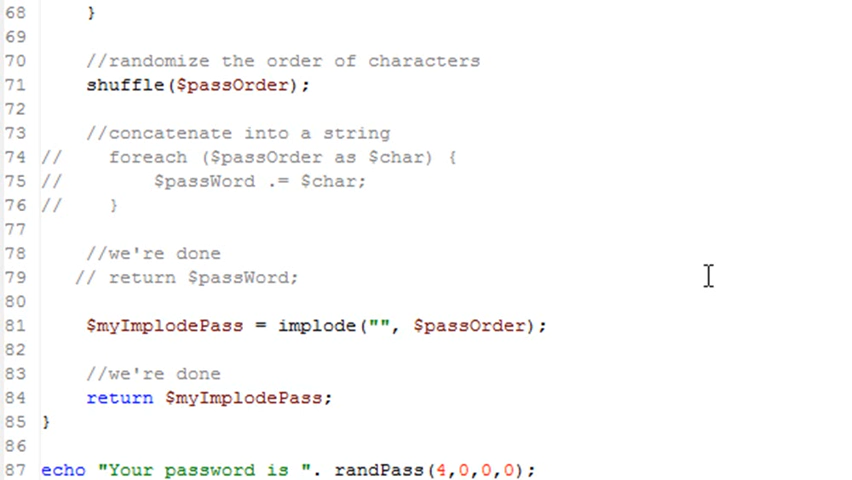 68 }
69
70 //randomize the order of characters
71 shuffle($passOrder);
72
73 //concatenate into a string
74 // foreach ($passOrder as $char) {
75 // $passWord .= $char;
76 // }
77
78 //we're done
79 // return $passWord;
80
81 $myImplodePass = implode("", $passOrder);
82
83 //we're done
84 return $myImplodePass;
85 }
86
87 echo "Your password is ". randPass(4,0,0,0);